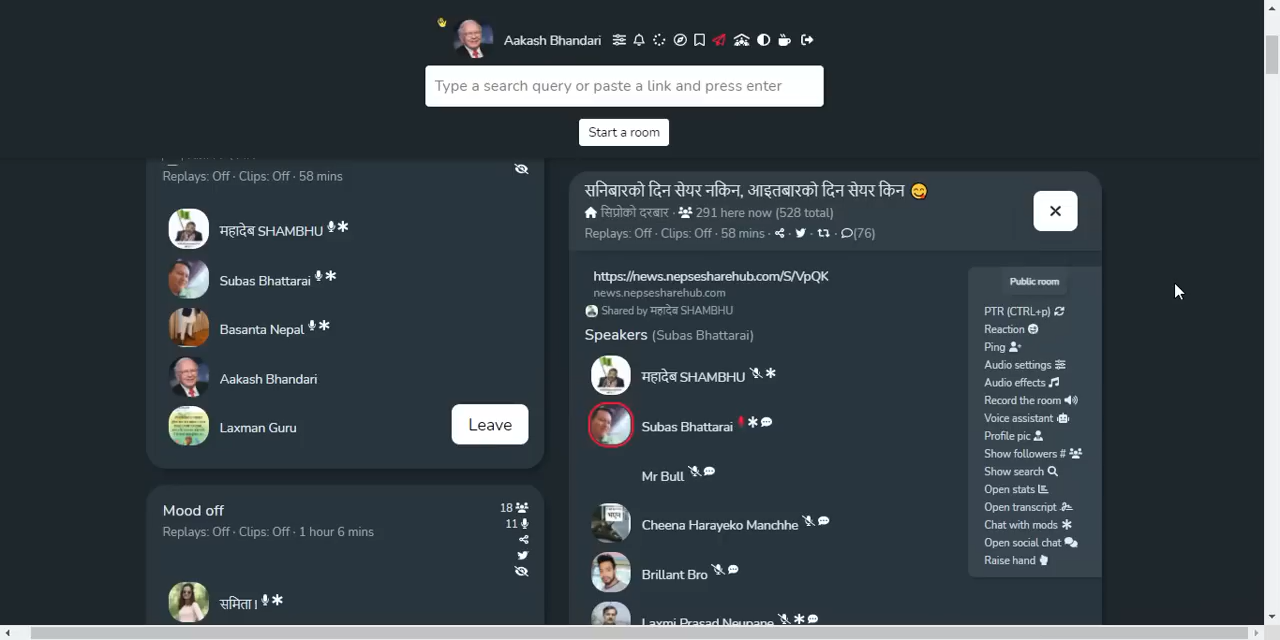 Aakash Bhandari
Type a search query or paste a link and press enter
Start a room
Replays: Off · Clips: Off · 58 mins
महादेब SHAMBHU
Subas Bhattarai
Basanta Nepal
Aakash Bhandari
Laxman Guru
Leave
Mood off
18
11
Replays: Off · Clips: Off · 1 hour 6 mins
समिता।
सनिबारको दिन सेयर नकिन, आइतबारको दिन सेयर किन 😋
सिप्रोको दरबार · 291 here now (528 total)
Replays: Off · Clips: Off · 58 mins · (76)
https://news.nepsesharehub.com/S/VpQK
news.nepsesharehub.com
Shared by महादेब SHAMBHU
Speakers (Subas Bhattarai)
महादेब SHAMBHU
Subas Bhattarai
Mr Bull
Cheena Harayeko Manchhe
Brillant Bro
Laxmi Prasad Neupane
Public room
PTR (CTRL+p)
Reaction
Ping
Audio settings
Audio effects
Record the room
Voice assistant
Profile pic
Show followers #
Show search
Open stats
Open transcript
Chat with mods
Open social chat
Raise hand